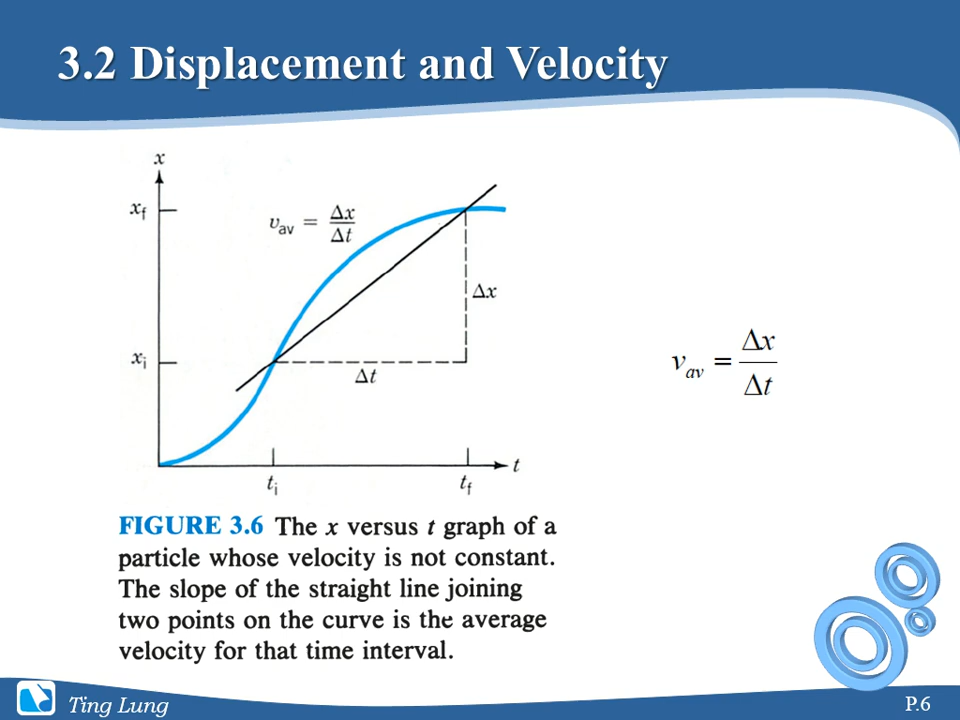 3.2 Displacement and Velocity
x
x_f
v_av = Δx/Δt
Δx
x_i
Δt
t
t_i
t_f
v_av = Δx/Δt
FIGURE 3.6 The x versus t graph of a
particle whose velocity is not constant.
The slope of the straight line joining
two points on the curve is the average
velocity for that time interval.
Ting Lung
P.6